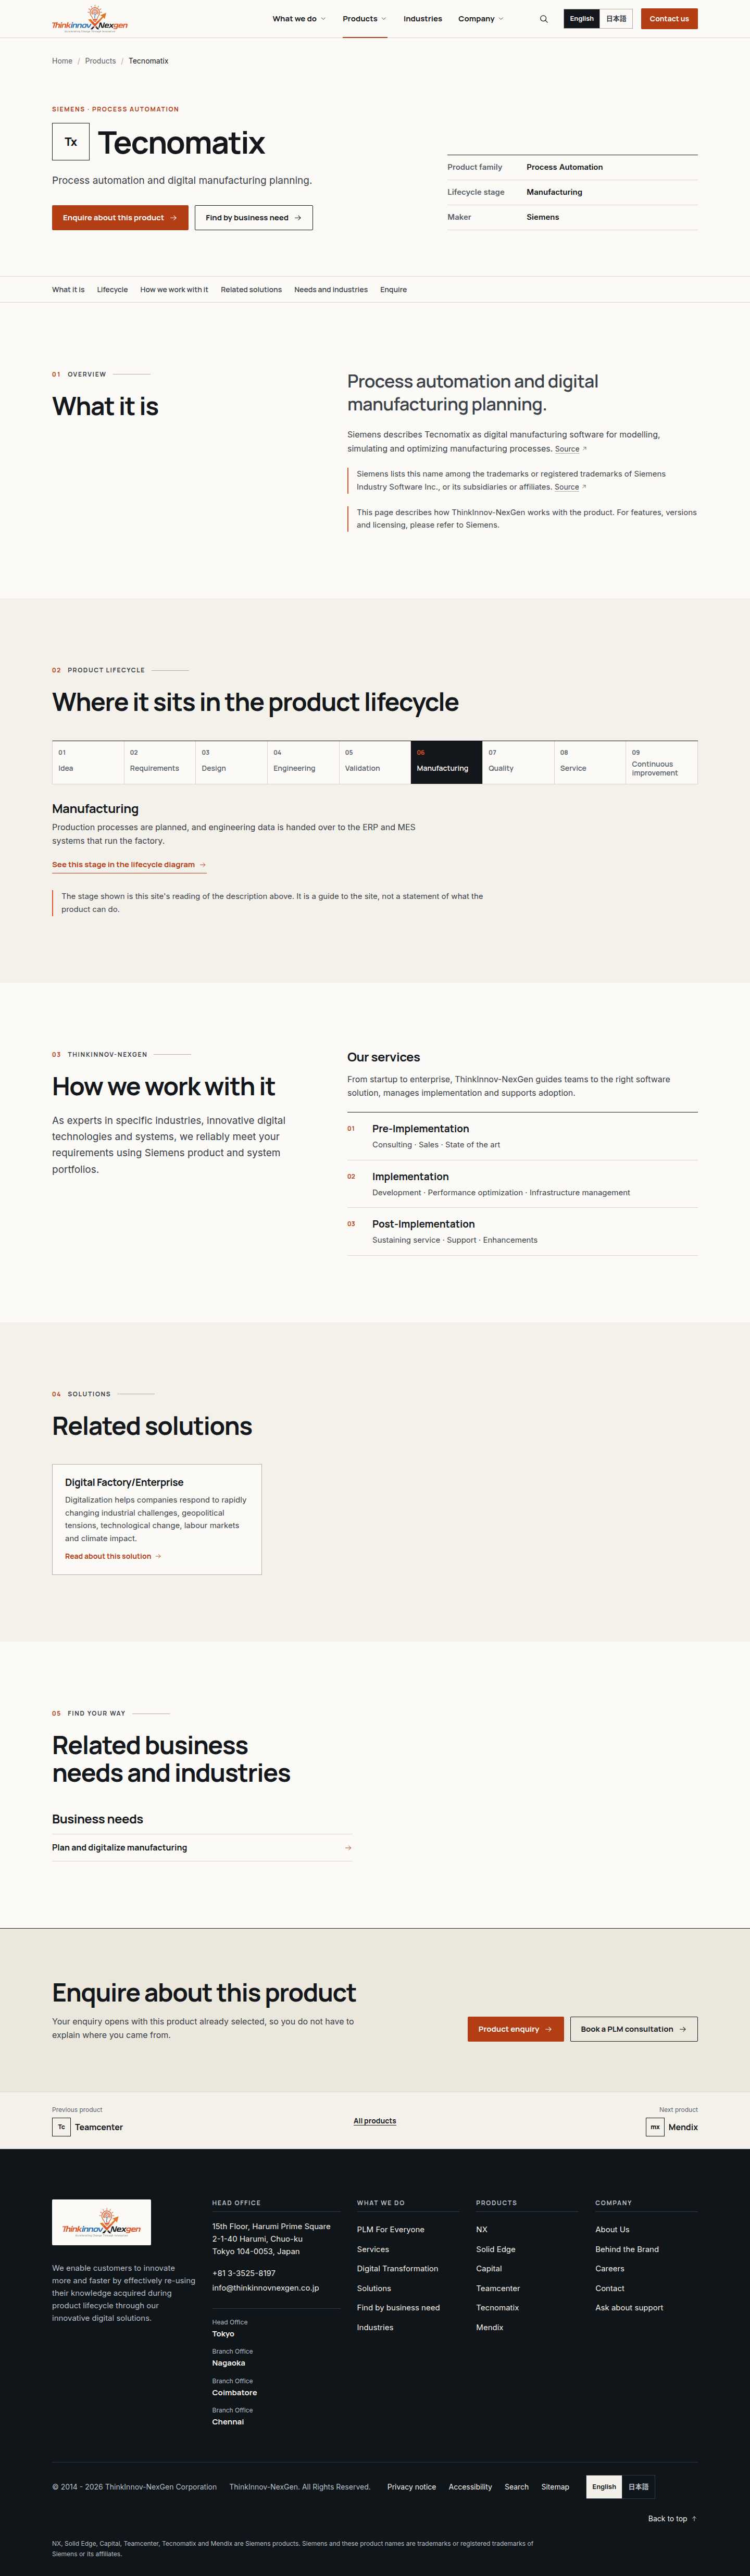 ThinkInnov Nexgen
What we do
Products
Industries
Company
English
日本語
Contact us
Home / Products / Tecnomatix
SIEMENS · PROCESS AUTOMATION
Tx
Tecnomatix
Process automation and digital manufacturing planning.
Enquire about this product →
Find by business need →
Product family Process Automation
Lifecycle stage Manufacturing
Maker Siemens
What it is
Lifecycle
How we work with it
Related solutions
Needs and industries
Enquire
01 OVERVIEW
What it is
Process automation and digital
manufacturing planning.
Siemens describes Tecnomatix as digital manufacturing software for modelling,
simulating and optimizing manufacturing processes. Source ↗
Siemens lists this name among the trademarks or registered trademarks of Siemens
Industry Software Inc., or its subsidiaries or affiliates. Source ↗
This page describes how ThinkInnov-NexGen works with the product. For features, versions
and licensing, please refer to Siemens.
02 PRODUCT LIFECYCLE
Where it sits in the product lifecycle
01
Idea
02
Requirements
03
Design
04
Engineering
05
Validation
06
Manufacturing
07
Quality
08
Service
09
Continuous
improvement
Manufacturing
Production processes are planned, and engineering data is handed over to the ERP and MES
systems that run the factory.
See this stage in the lifecycle diagram →
The stage shown is this site's reading of the description above. It is a guide to the site, not a statement of what the
product can do.
03 THINKINNOV-NEXGEN
How we work with it
As experts in specific industries, innovative digital
technologies and systems, we reliably meet your
requirements using Siemens product and system
portfolios.
Our services
From startup to enterprise, ThinkInnov-NexGen guides teams to the right software
solution, manages implementation and supports adoption.
01 Pre-Implementation
Consulting · Sales · State of the art
02 Implementation
Development · Performance optimization · Infrastructure management
03 Post-Implementation
Sustaining service · Support · Enhancements
04 SOLUTIONS
Related solutions
Digital Factory/Enterprise
Digitalization helps companies respond to rapidly
changing industrial challenges, geopolitical
tensions, technological change, labour markets
and climate impact.
Read about this solution →
05 FIND YOUR WAY
Related business
needs and industries
Business needs
Plan and digitalize manufacturing →
Enquire about this product
Your enquiry opens with this product already selected, so you do not have to
explain where you came from.
Product enquiry →
Book a PLM consultation →
Previous product
Tc Teamcenter
All products
Next product
mx Mendix
ThinkInnov Nexgen
We enable customers to innovate
more and faster by effectively re-using
their knowledge acquired during
product lifecycle through our
innovative digital solutions.
HEAD OFFICE
15th Floor, Harumi Prime Square
2-1-40 Harumi, Chuo-ku
Tokyo 104-0053, Japan
+81 3-3525-8197
info@thinkinnovnexgen.co.jp
Head Office
Tokyo
Branch Office
Nagaoka
Branch Office
Coimbatore
Branch Office
Chennai
WHAT WE DO
PLM For Everyone
Services
Digital Transformation
Solutions
Find by business need
Industries
PRODUCTS
NX
Solid Edge
Capital
Teamcenter
Tecnomatix
Mendix
COMPANY
About Us
Behind the Brand
Careers
Contact
Ask about support
© 2014 - 2026 ThinkInnov-NexGen Corporation
ThinkInnov-NexGen. All Rights Reserved.
Privacy notice
Accessibility
Search
Sitemap
English
日本語
Back to top ↑
NX, Solid Edge, Capital, Teamcenter, Tecnomatix and Mendix are Siemens products. Siemens and these product names are trademarks or registered trademarks of
Siemens or its affiliates.